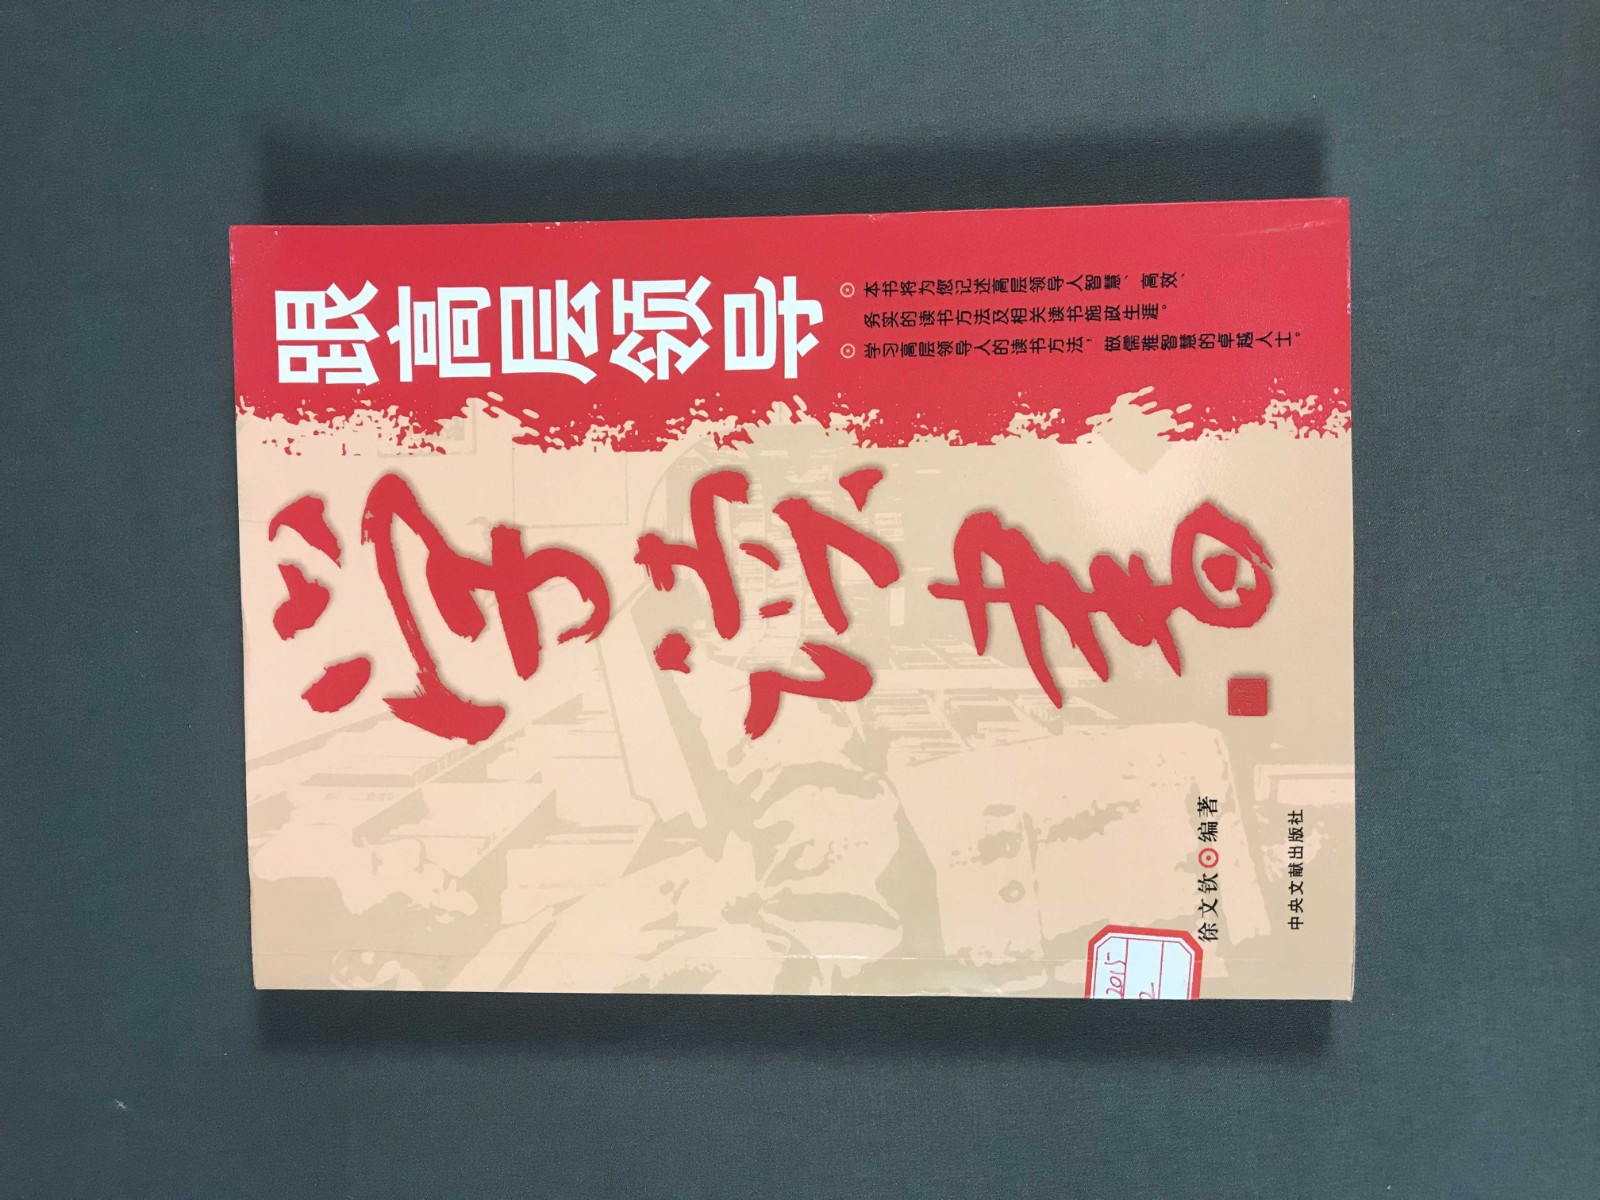 跟高层领导
学读书
本书将为您记述高层领导人智慧、高效、
务实的读书方法及相关读书施政生涯。
学习高层领导人的读书方法，做儒雅智慧的卓越人士。
徐文钦 编著
中央文献出版社
2015
2